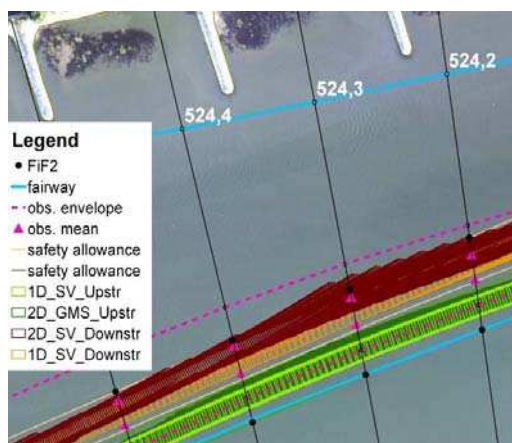 524,2
524,3
524,4
Legend
FiF2
fairway
obs. envelope
obs. mean
safety allowance
safety allowance
1D_SV_Upstr
2D_GMS_Upstr
2D_SV_Downstr
1D_SV_Downstr